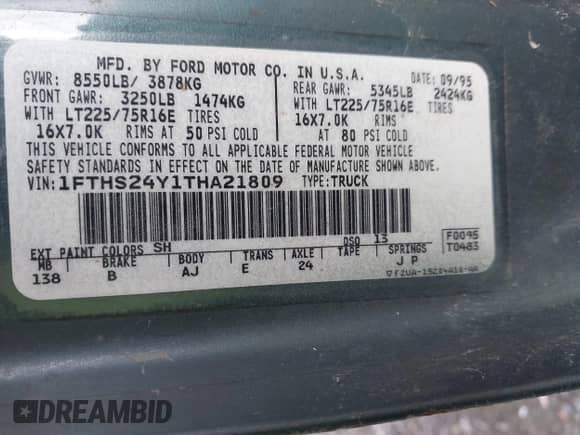 MFD. BY FORD MOTOR CO. IN U.S.A.
DATE: 09/95
GVWR: 8550LB/ 3878KG
FRONT GAWR: 3250LB 1474KG
REAR GAWR: 5345LB 2424KG
WITH LT225/75R16E TIRES
WITH LT225/75R16E TIRES
16X7.0K RIMS AT 50 PSI COLD
16X7.0K RIMS AT 80 PSI COLD
THIS VEHICLE CONFORMS TO ALL APPLICABLE FEDERAL MOTOR VEHICLE
SAFETY STANDARDS IN EFFECT ON THE DATE OF MANUFACTURE SHOWN ABOVE.
VIN: 1FTHS24Y1THA21809 TYPE: TRUCK
F0095
T0483
EXT PAINT COLORS SH DSO 13
WB BRAKE BODY TRANS AXLE TAPE SPRINGS
138 B AJ E 24 J P
DREAMBID